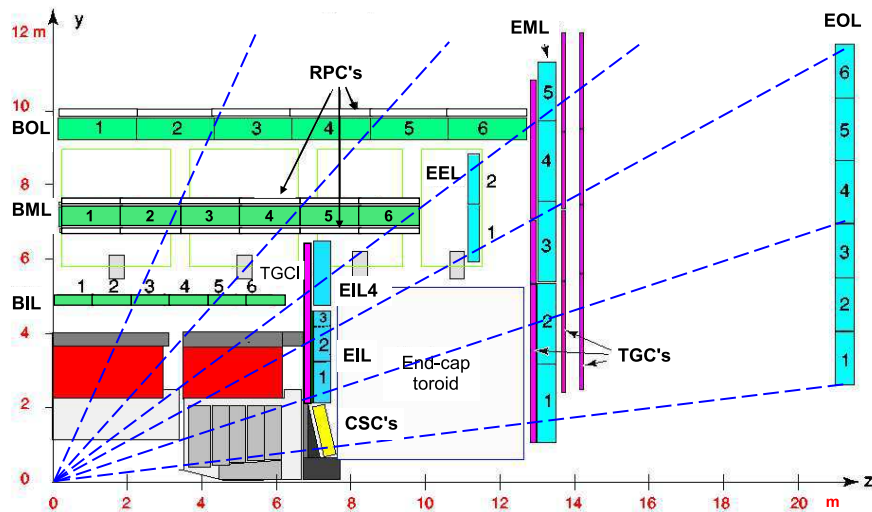 y
12 m
EOL
EML
RPC's
10
BOL
1 2 3 4 5 6
8
EEL
2
1
BML
1 2 3 4 5 6
6
TGCI
EIL4
BIL
1 2 3 4 5 6
4
EIL
3
2
1
End-cap
toroid
TGC's
2
CSC's
0
5
4
3
2
1
6
5
4
3
2
1
z
0 2 4 6 8 10 12 14 16 18 20
m